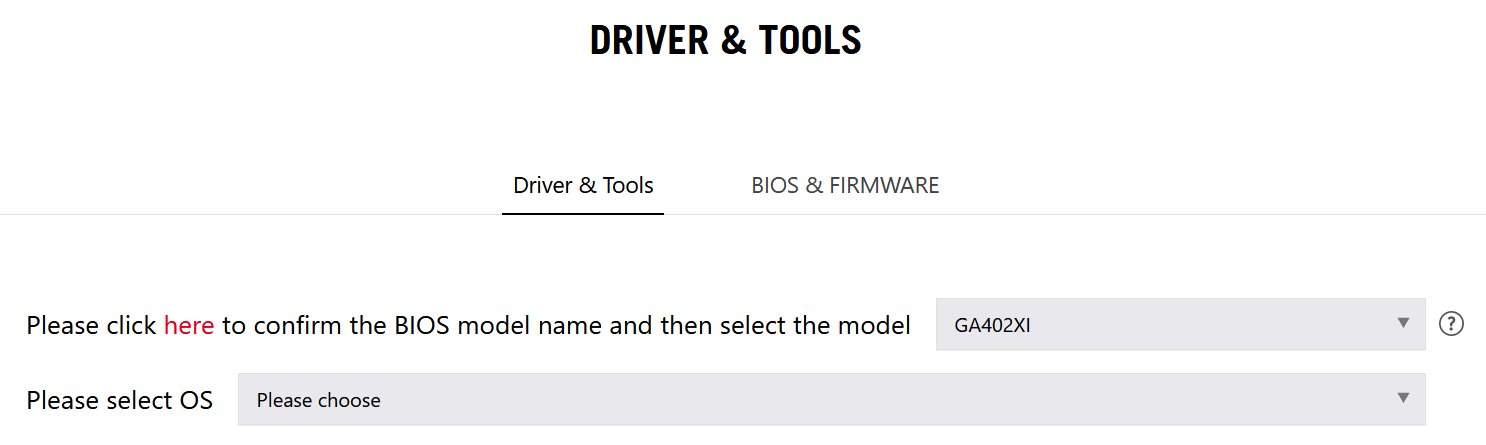 DRIVER & TOOLS
Driver & Tools BIOS & FIRMWARE
Please click here to confirm the BIOS model name and then select the model GA402XI ?
Please select OS Please choose